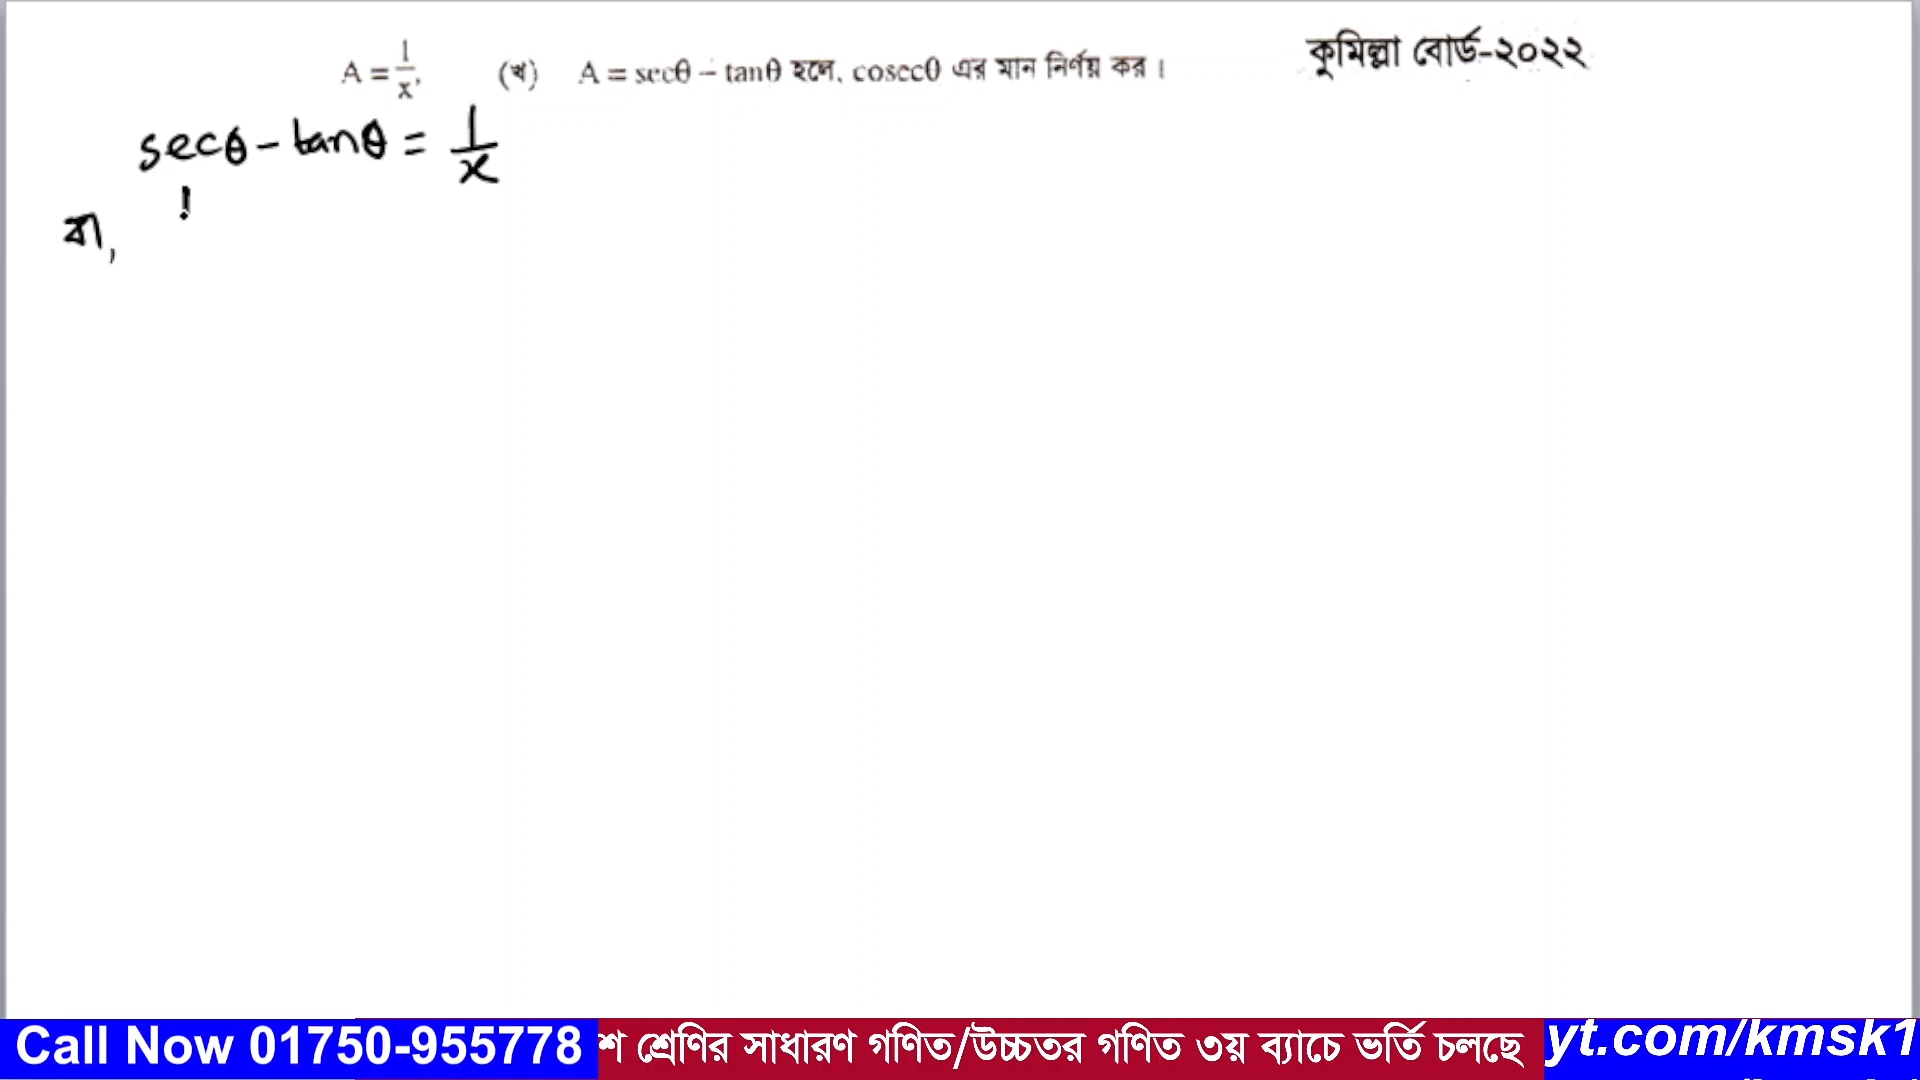 A = 1/x, (খ) A = secθ – tanθ হলে, cosecθ এর মান নির্ণয় কর।
কুমিল্লা বোর্ড-২০২২
secθ - tanθ = 1/x
বা,
Call Now 01750-955778 শ শ্রেণির সাধারণ গণিত/উচ্চতর গণিত ৩য় ব্যাচে ভর্তি চলছে yt.com/kmsk1